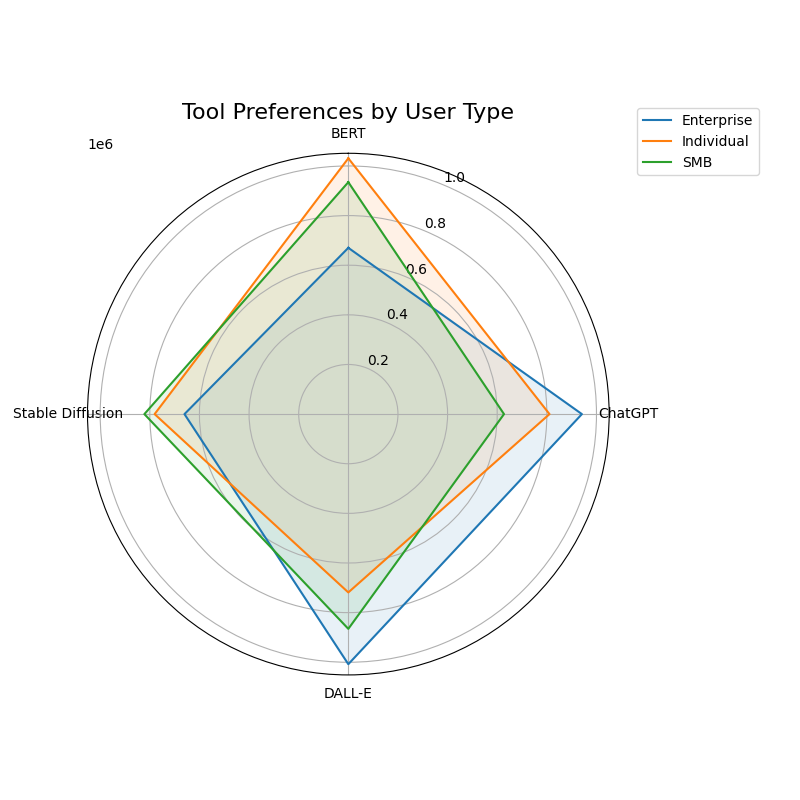 Tool Preferences by User Type
Enterprise
Individual
SMB
BERT
1e6
1.0
0.8
0.6
0.4
0.2
Stable Diffusion
ChatGPT
DALL-E